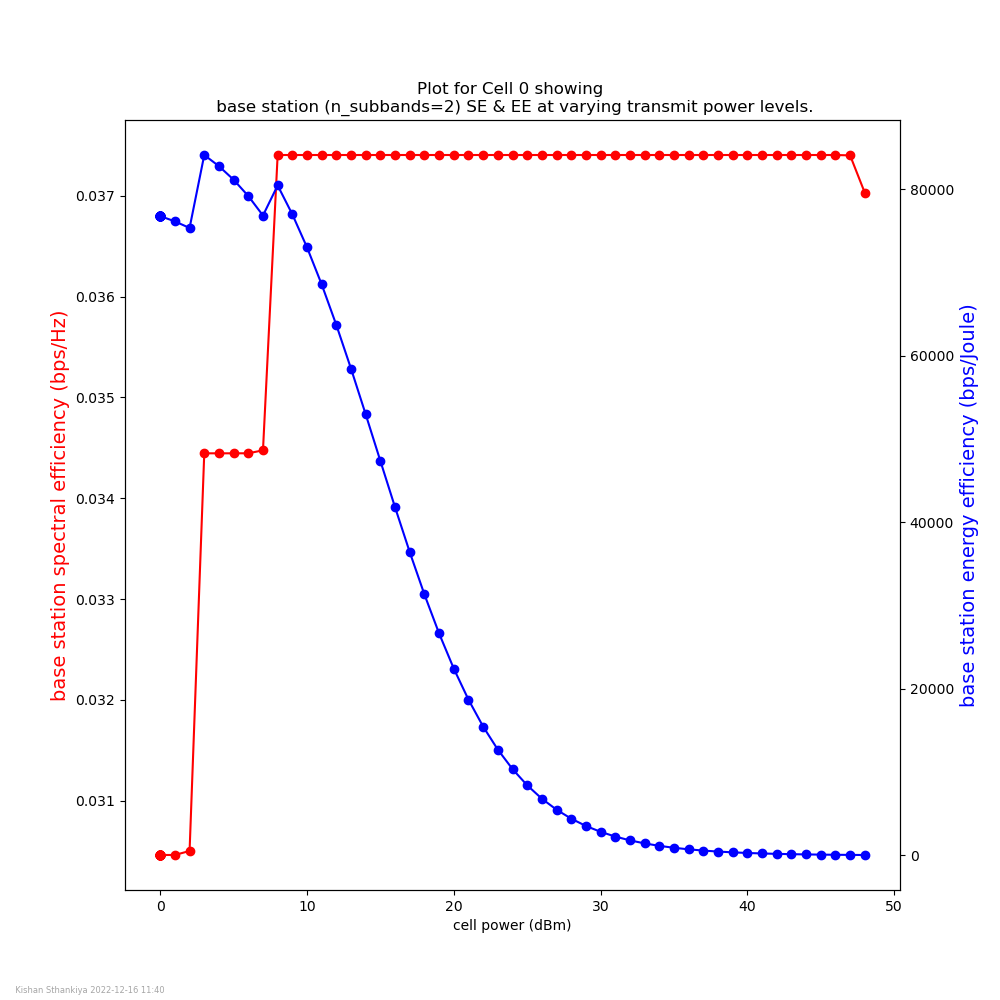 Plot for Cell 0 showing
base station (n_subbands=2) SE & EE at varying transmit power levels.
base station spectral efficiency (bps/Hz)
0.037
0.036
0.035
0.034
0.033
0.032
0.031
80000
60000
40000
20000
0
base station energy efficiency (bps/Joule)
0 10 20 30 40 50
cell power (dBm)
Kishan Sthankiya 2022-12-16 11:40